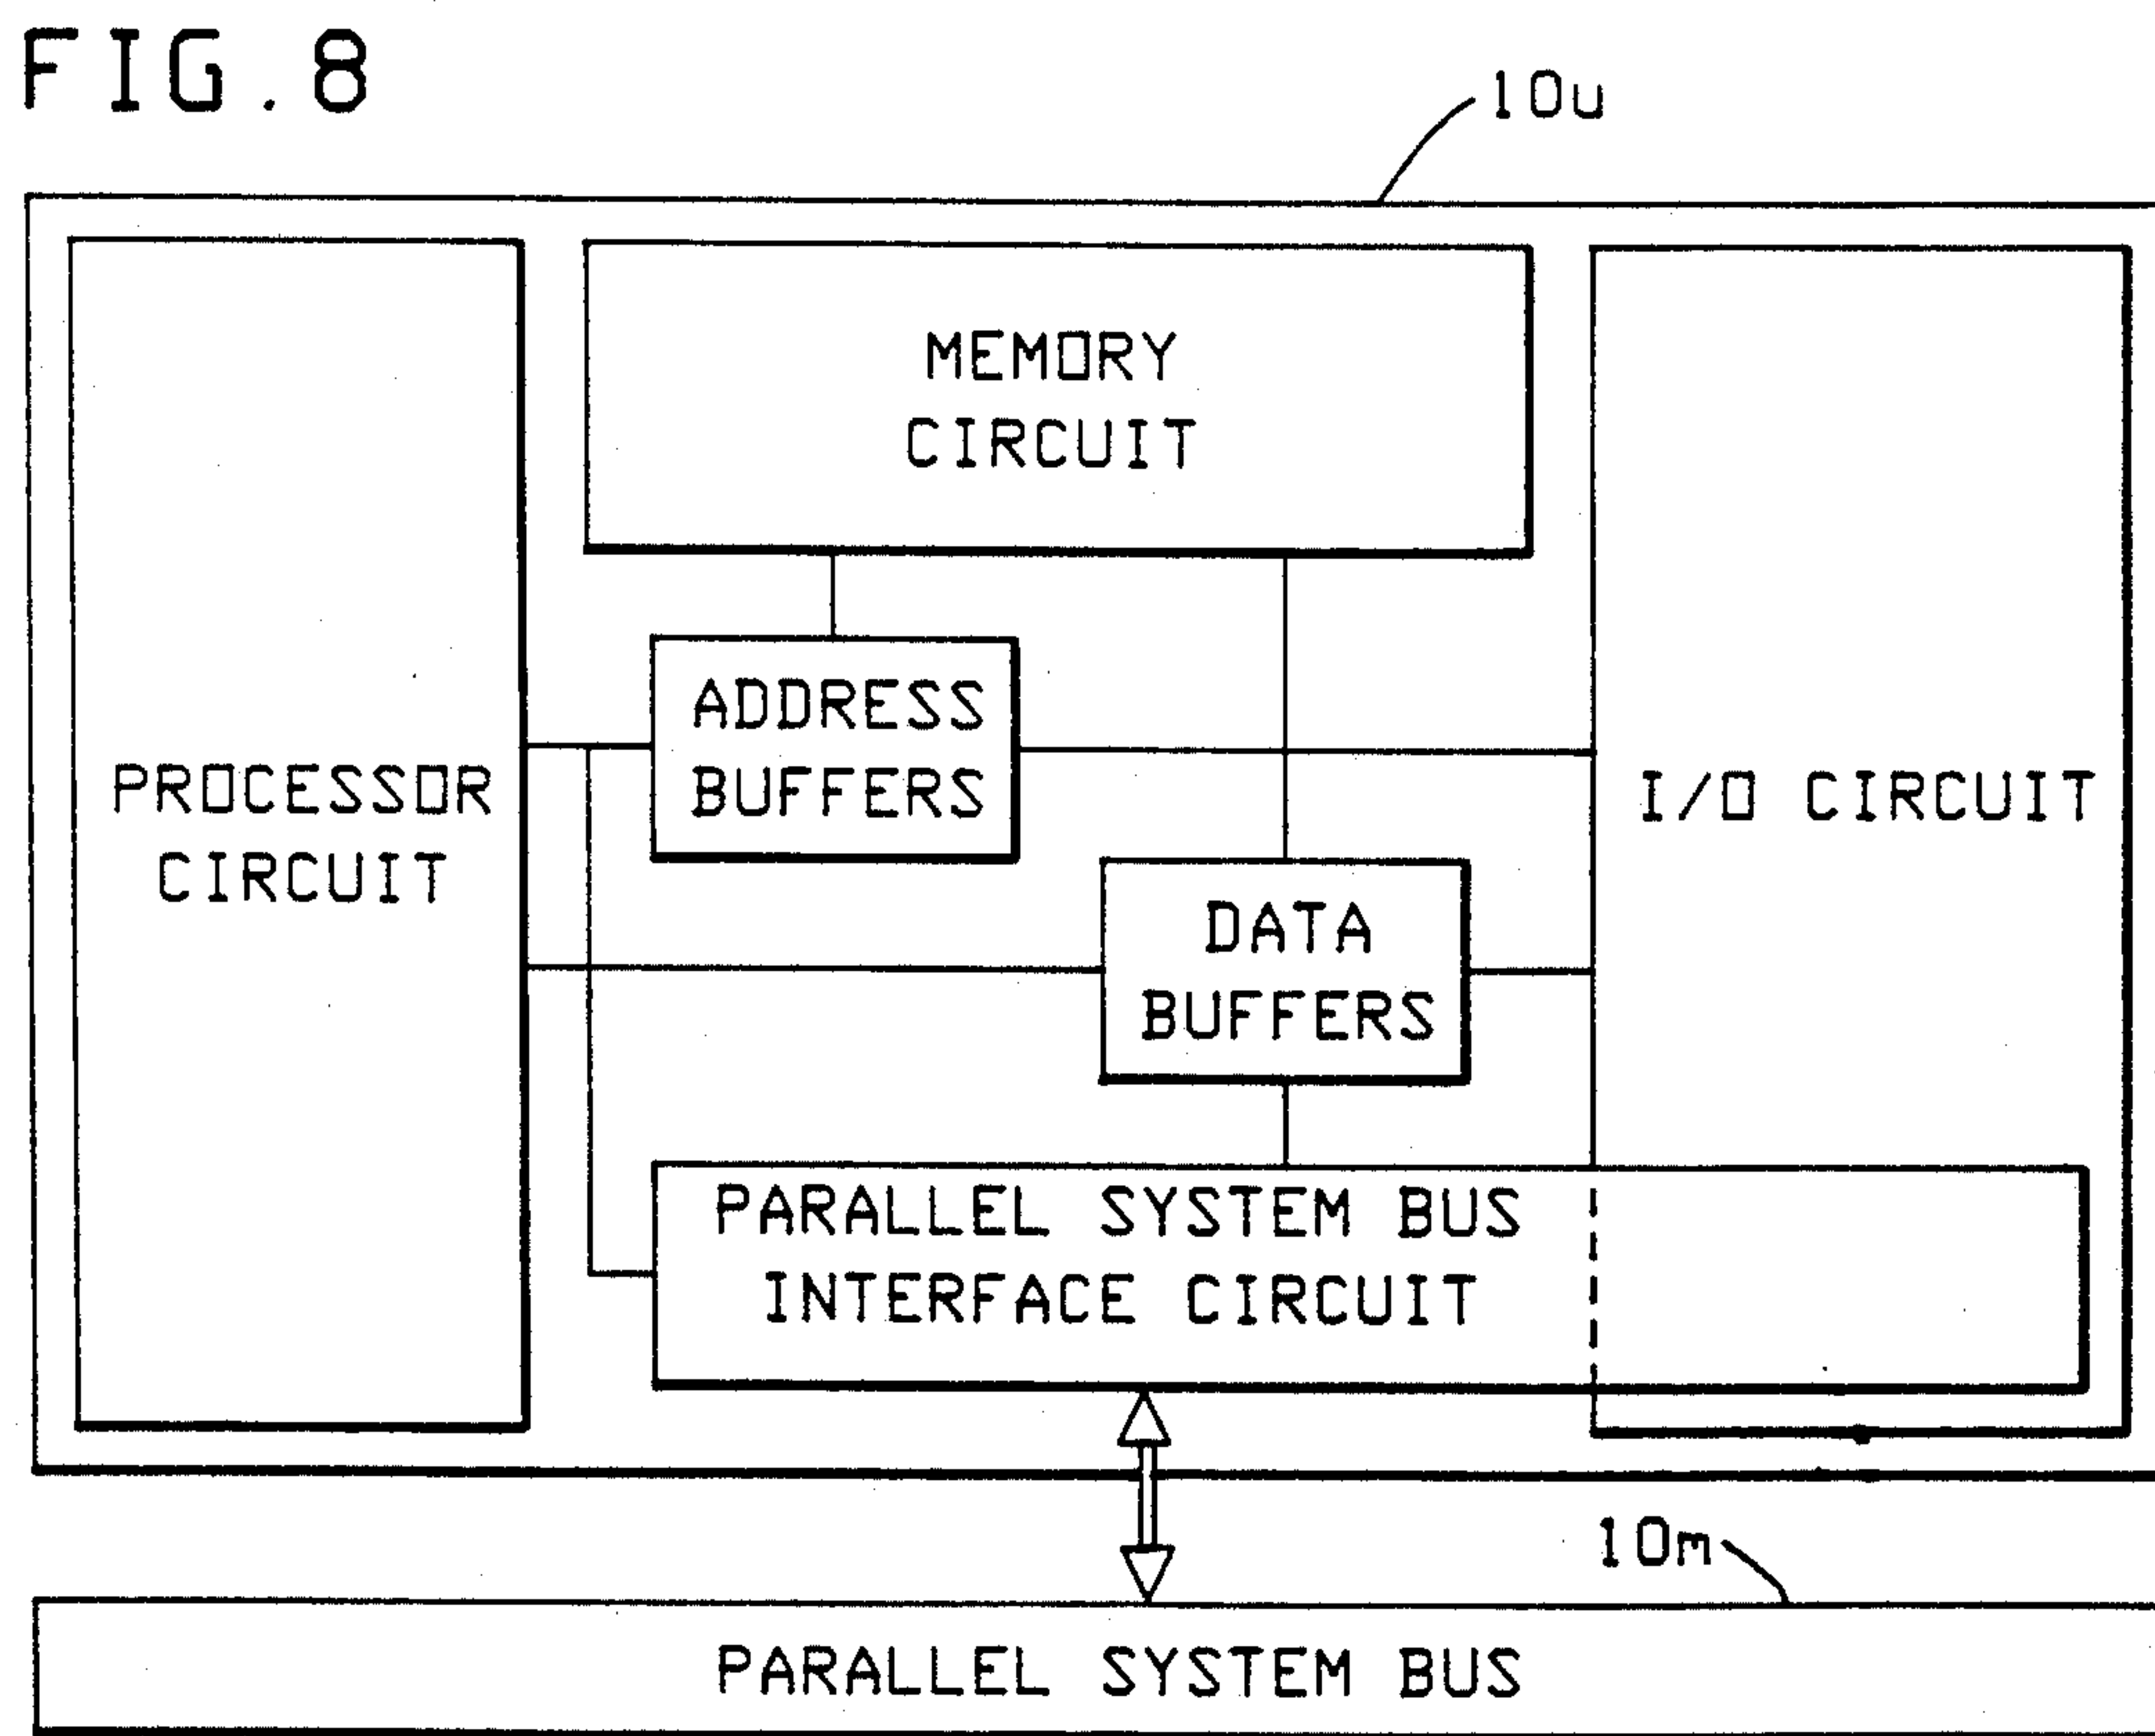 FIG.8
10u
MEMORY
CIRCUIT
ADDRESS
BUFFERS
PROCESSOR
CIRCUIT
I/O CIRCUIT
DATA
BUFFERS
PARALLEL SYSTEM BUS
INTERFACE CIRCUIT
10m
PARALLEL SYSTEM BUS